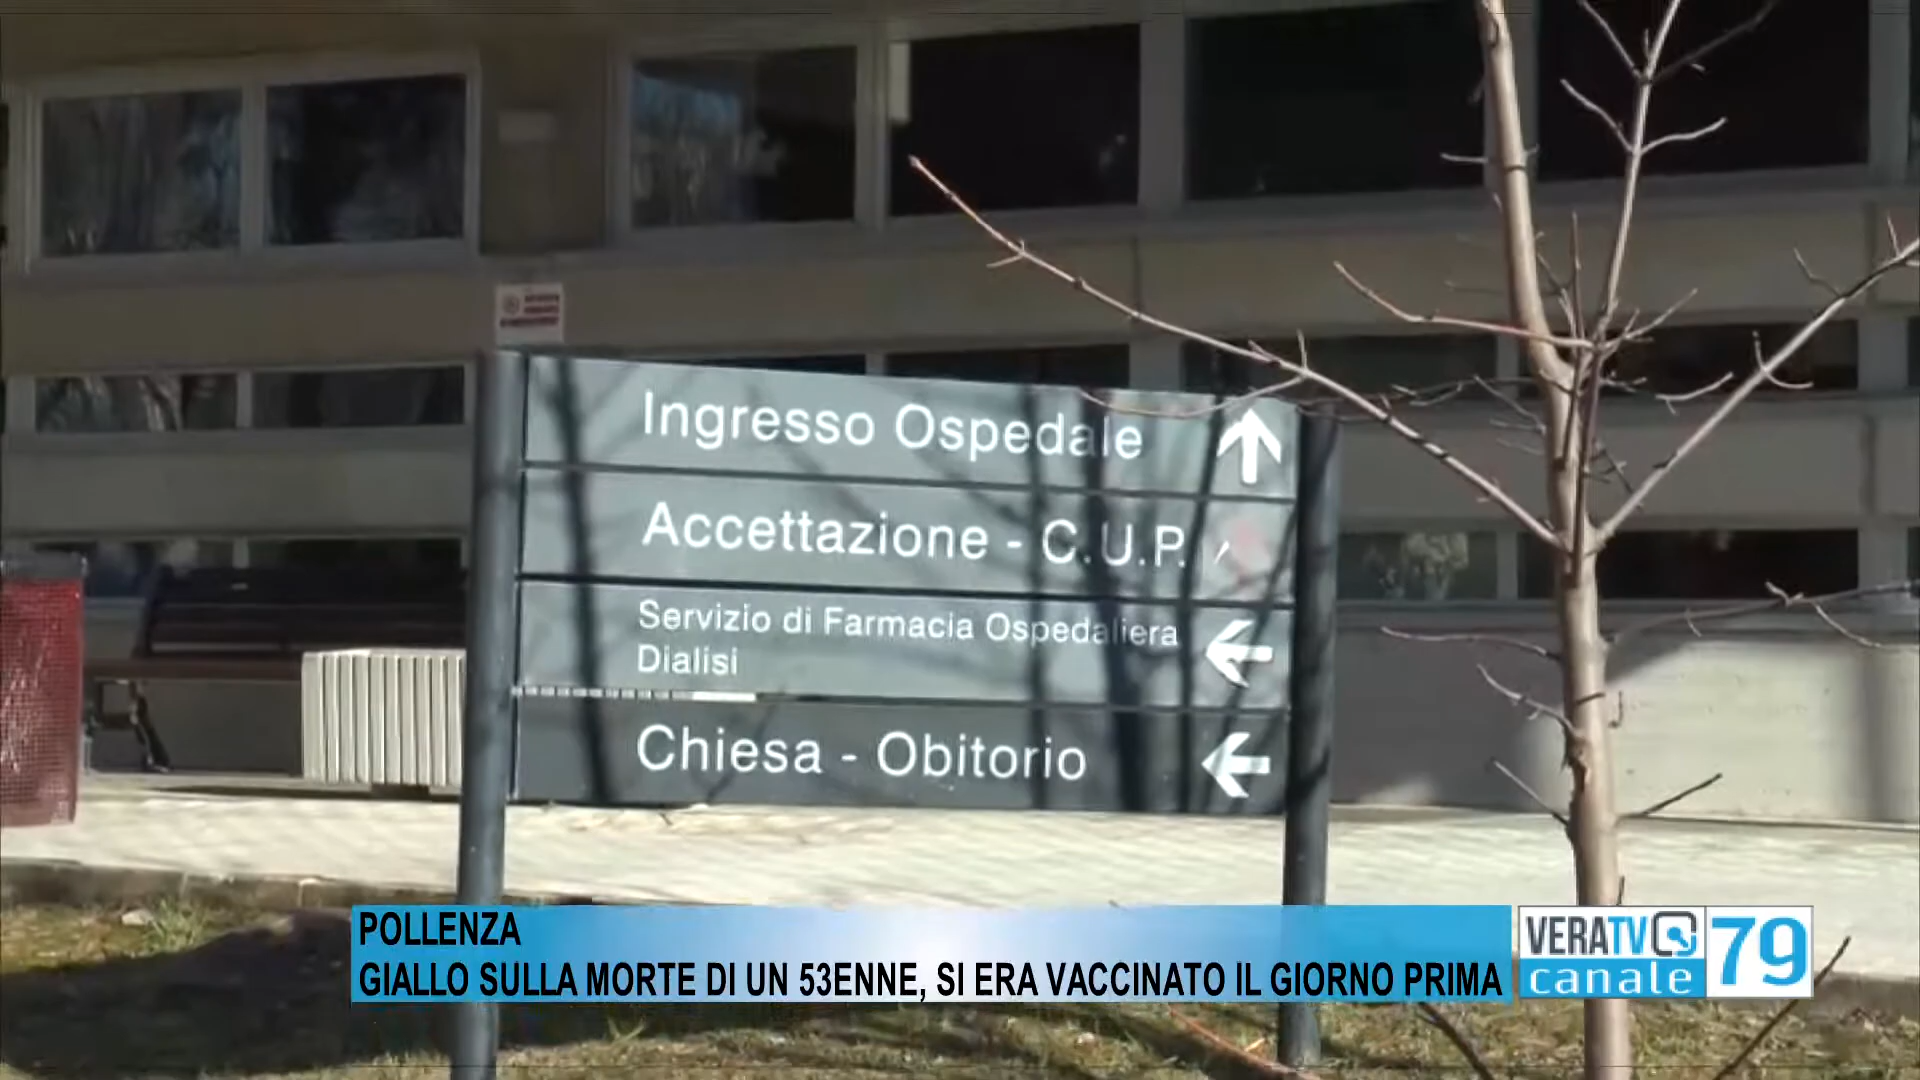 Ingresso Ospedale
Accettazione - C.U.P.
Servizio di Farmacia Ospedaliera
Dialisi
Chiesa - Obitorio
POLLENZA
GIALLO SULLA MORTE DI UN 53ENNE, SI ERA VACCINATO IL GIORNO PRIMA
VERATV
canale
79